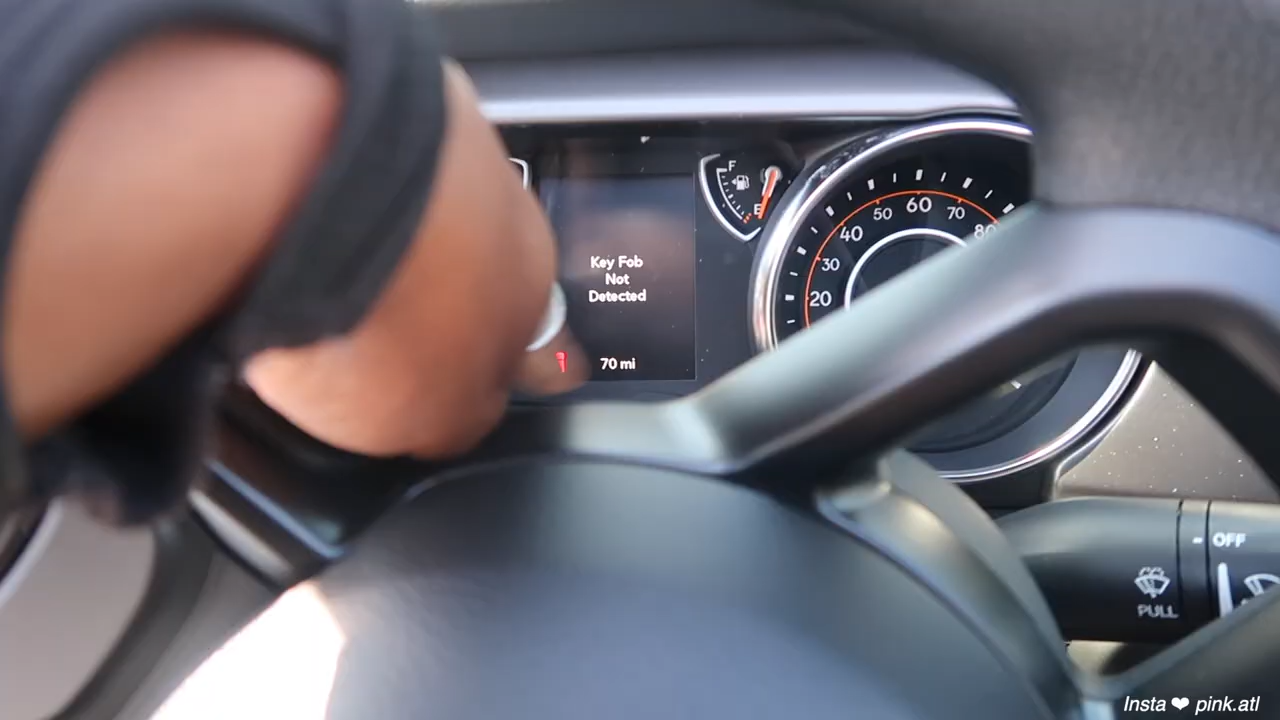 Key Fob
Not
Detected
70 mi
F
E
20
30
40
50
60
70
80
OFF
PULL
Insta ❤ pink.atl